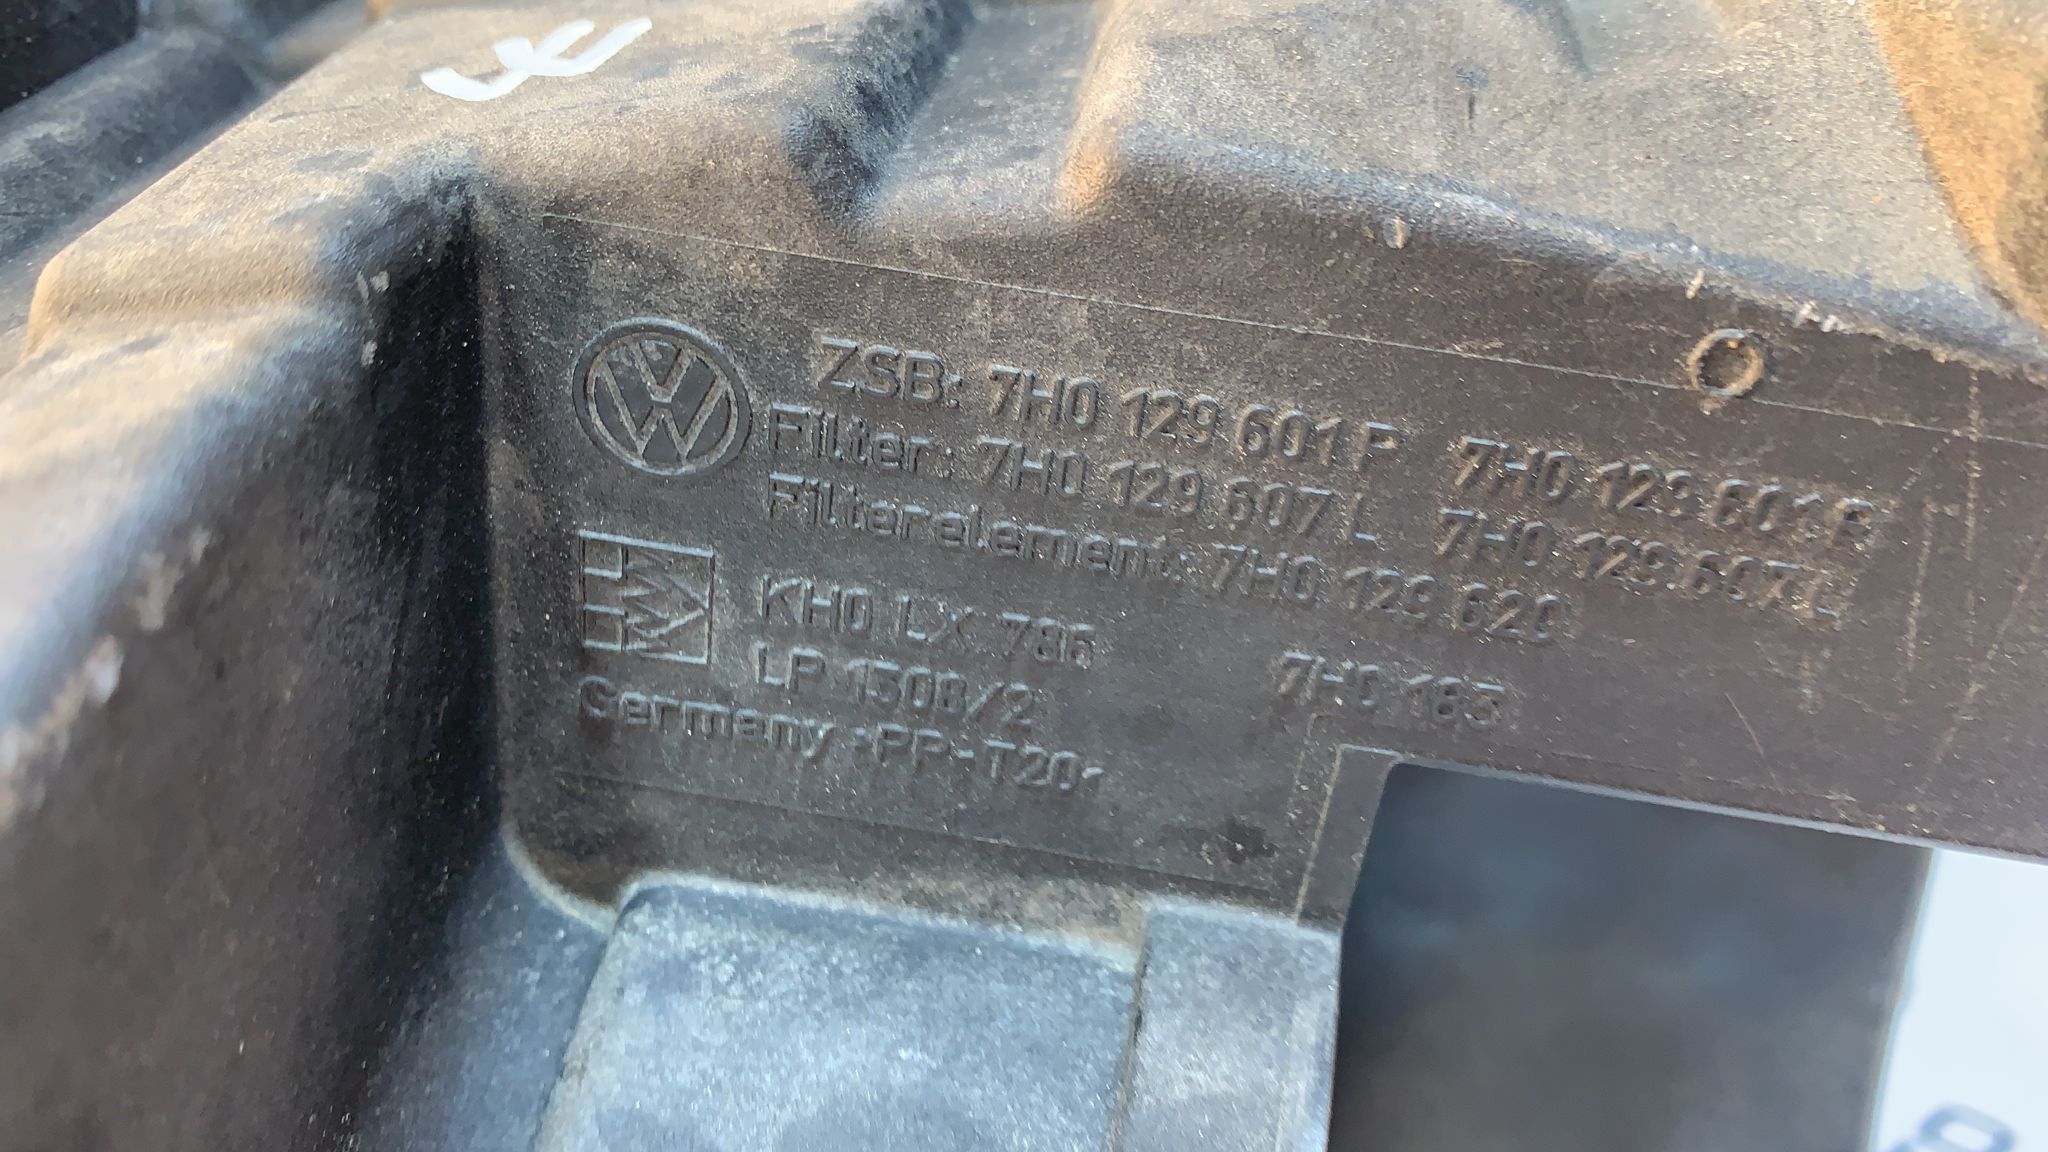 ZSB: 7H0 129 601 P 7H0 129 601 P
Filter: 7H0 129 607 L 7H0 129 607 L
Filterelement: 7H0 129 620
KH0 LX 786 7H0 183
LP 1508/2
Germany >PP-T20<